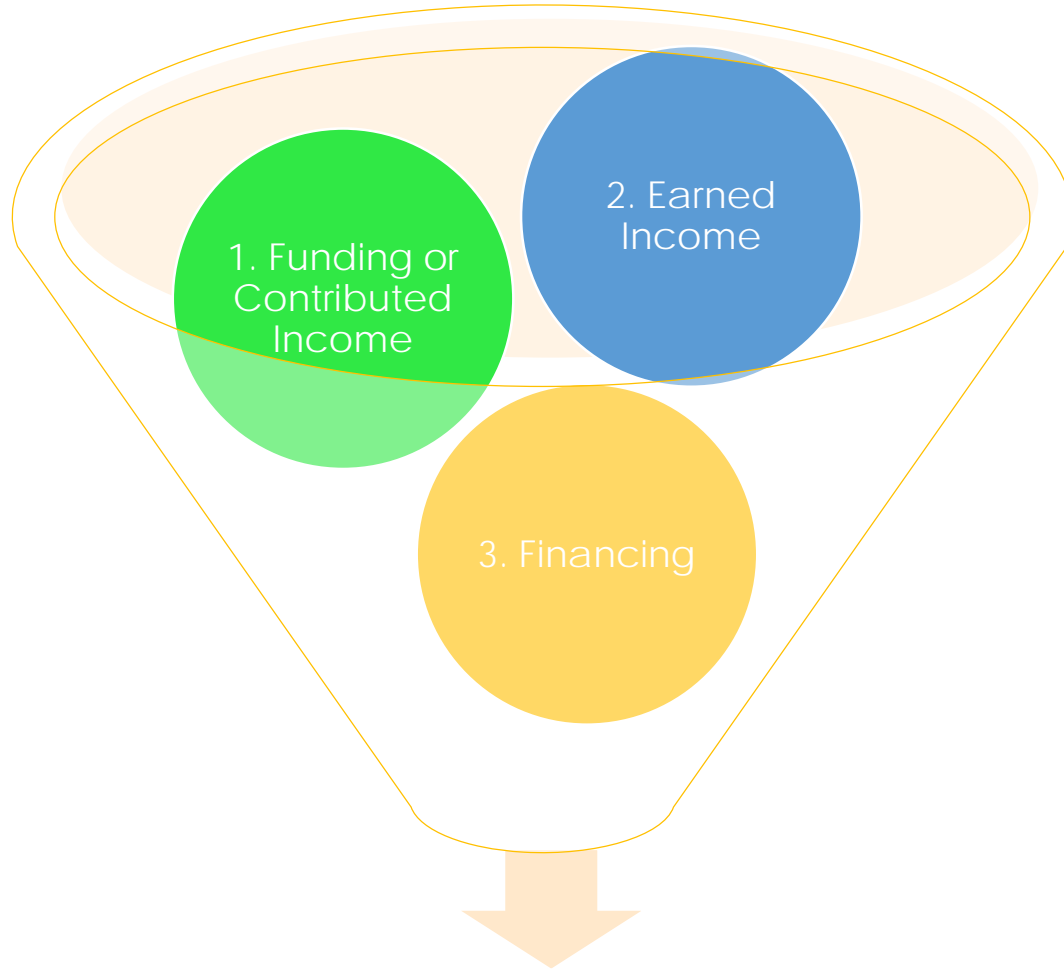 1. Funding or
Contributed
Income
2. Earned
Income
3. Financing